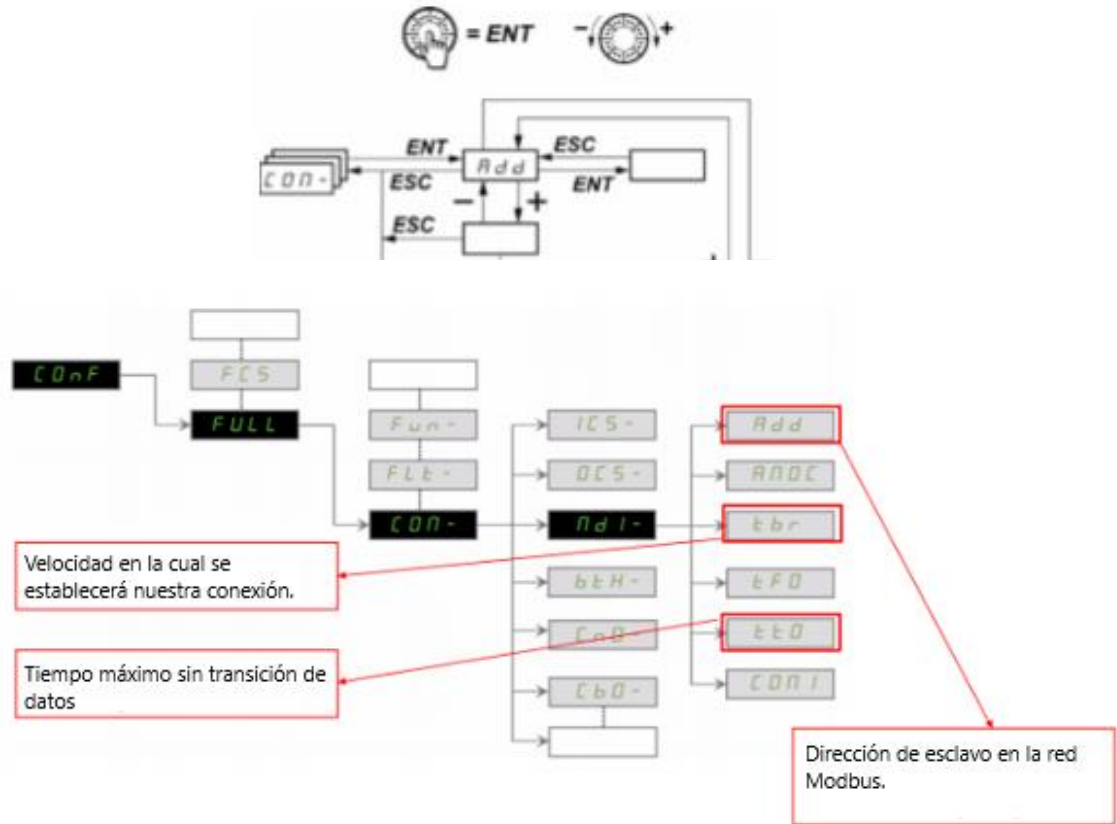 = ENT
- +
COM-
ENT
ESC
Add
ESC
ENT
- +
ESC
COnF
FCS
FULL
Fun-
FLt-
COM-
ICS-
OCS-
Md1-
btH-
CnO-
CbO-
Add
AMOC
tbr
tFO
ttO
COM1
Velocidad en la cual se
establecerá nuestra conexión.
Tiempo máximo sin transición de
datos
Dirección de esclavo en la red
Modbus.